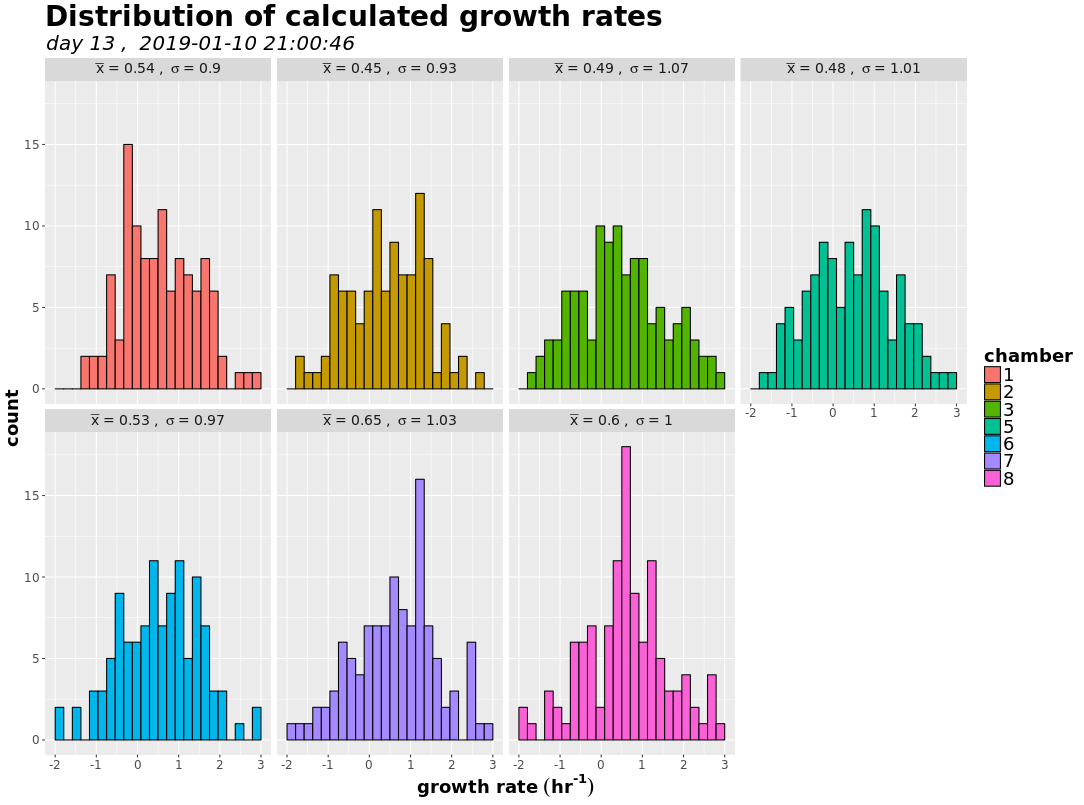 Distribution of calculated growth rates
day 13 ,  2019-01-10 21:00:46
x̅ = 0.54 ,  σ = 0.9
x̅ = 0.45 ,  σ = 0.93
x̅ = 0.49 ,  σ = 1.07
x̅ = 0.48 ,  σ = 1.01
15
10
5
0
-2 -1 0 1 2 3
x̅ = 0.53 ,  σ = 0.97
x̅ = 0.65 ,  σ = 1.03
x̅ = 0.6 ,  σ = 1
15
10
5
0
-2 -1 0 1 2 3
-2 -1 0 1 2 3
-2 -1 0 1 2 3
count
growth rate (hr⁻¹)
chamber
1
2
3
5
6
7
8